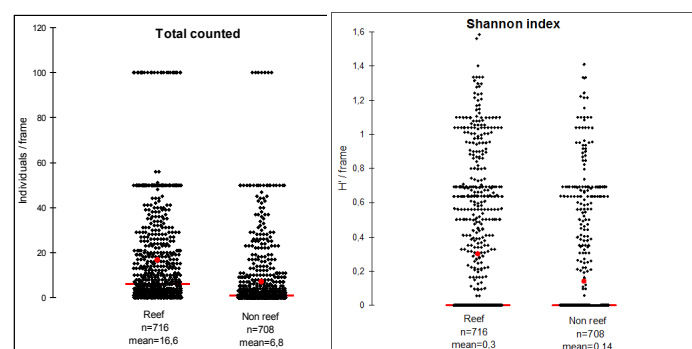 Total counted
120
100
80
60
40
20
0
Individuals / frame
Reef
n=716
mean=16,6
Non reef
n=708
mean=6,8
Shannon index
1,6
1,4
1,2
1
0,8
0,6
0,4
0,2
0
H' / frame
Reef
n=716
mean=0,3
Non reef
n=708
mean=0,14